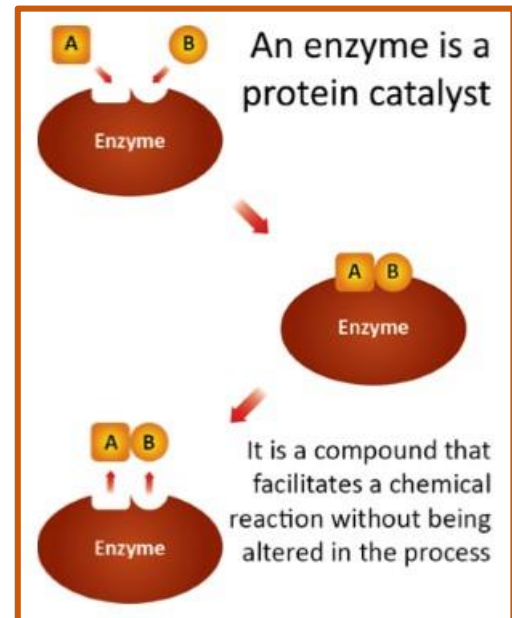 A
B
An enzyme is a
protein catalyst
Enzyme
A B
Enzyme
A B
It is a compound that
facilitates a chemical
reaction without being
altered in the process
Enzyme